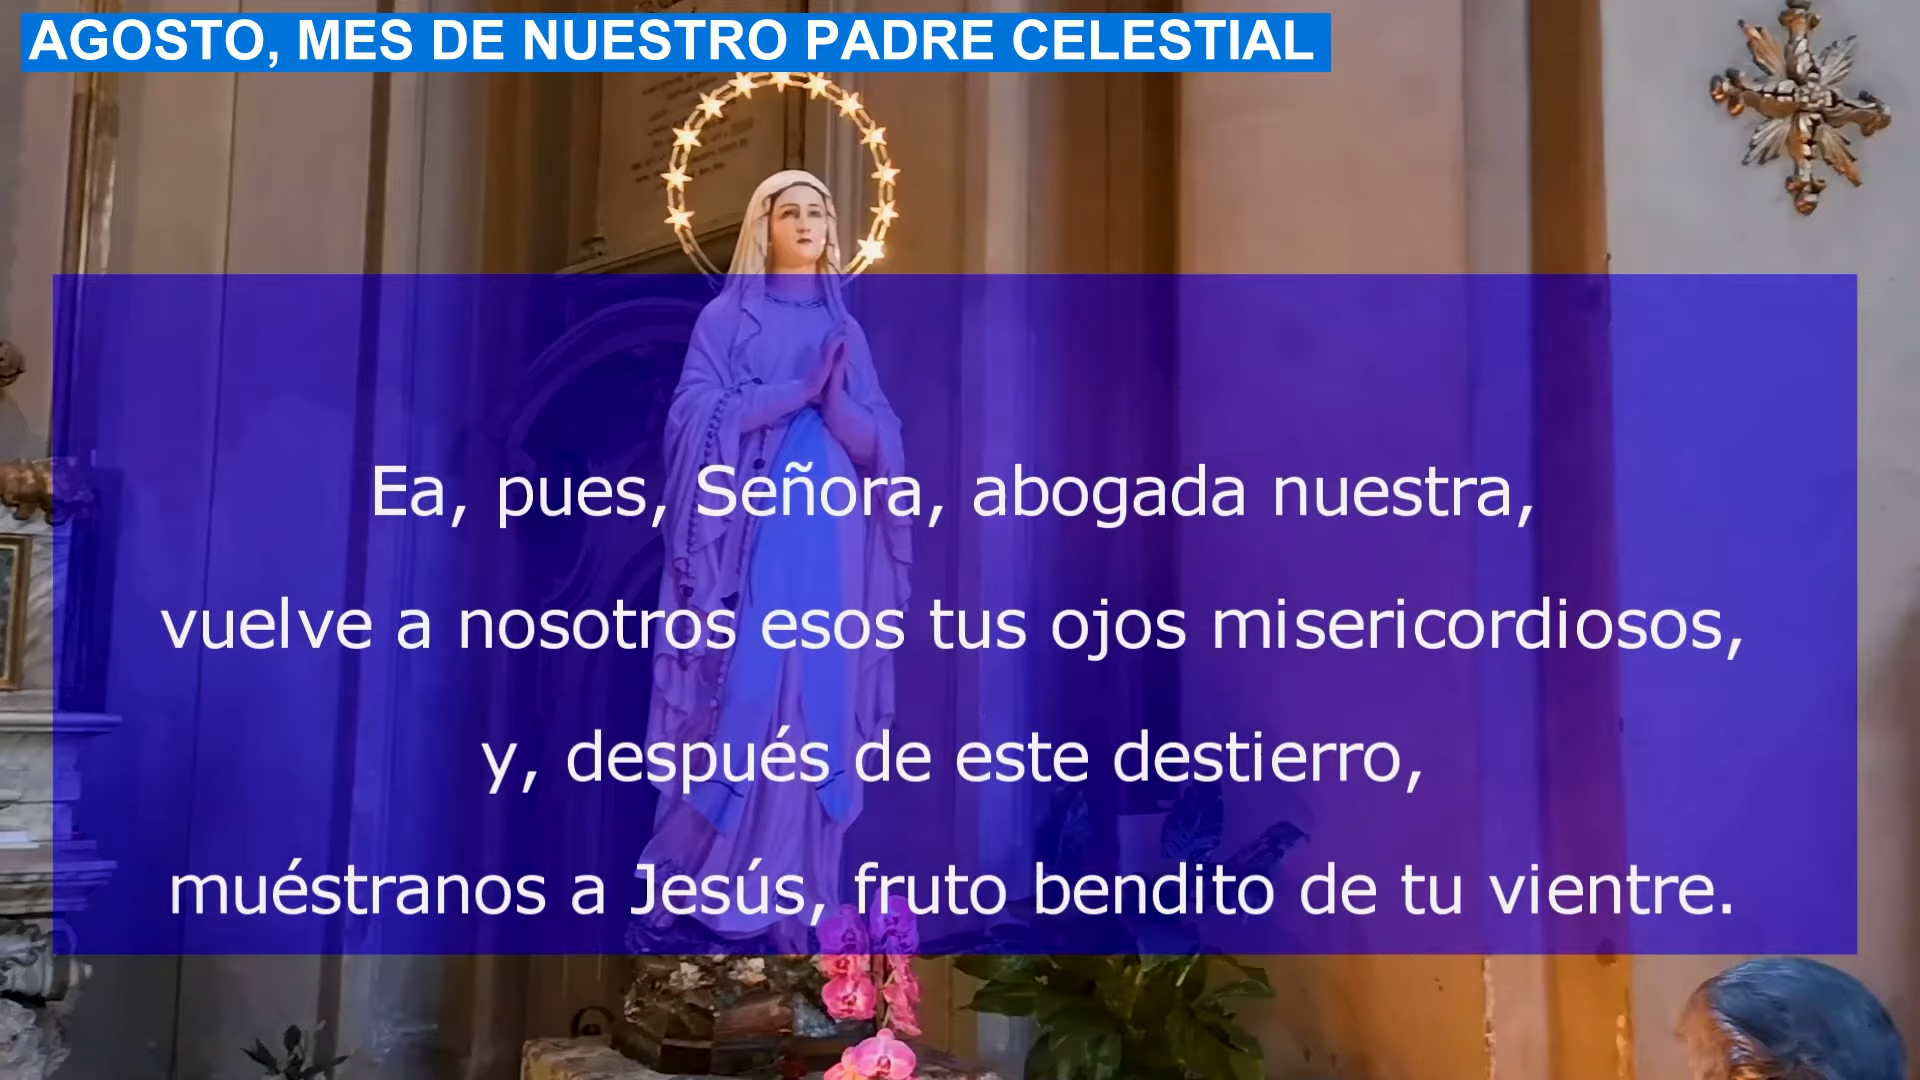 AGOSTO, MES DE NUESTRO PADRE CELESTIAL
Ea, pues, Señora, abogada nuestra,
vuelve a nosotros esos tus ojos misericordiosos,
y, después de este destierro,
muéstranos a Jesús, fruto bendito de tu vientre.